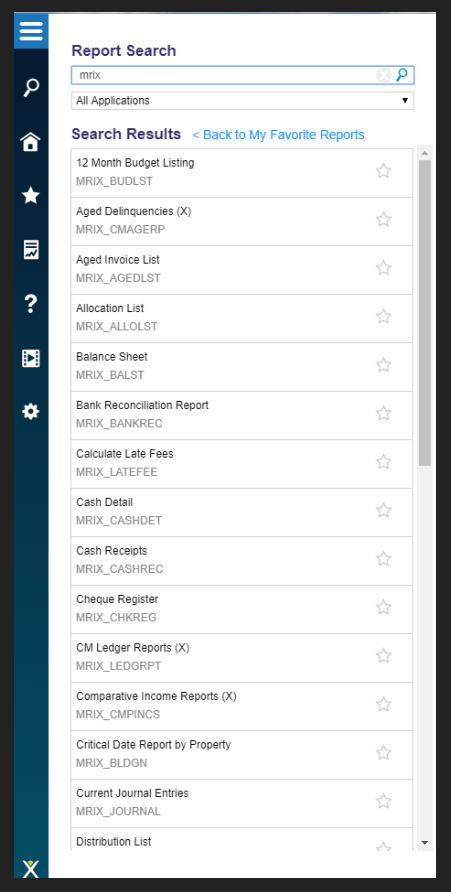 Report Search
mrix
All Applications
Search Results < Back to My Favorite Reports
12 Month Budget Listing
MRIX_BUDLST
Aged Delinquencies (X)
MRIX_CMAGERP
Aged Invoice List
MRIX_AGEDLST
Allocation List
MRIX_ALLOLST
Balance Sheet
MRIX_BALST
Bank Reconciliation Report
MRIX_BANKREC
Calculate Late Fees
MRIX_LATEFEE
Cash Detail
MRIX_CASHDET
Cash Receipts
MRIX_CASHREC
Cheque Register
MRIX_CHKREG
CM Ledger Reports (X)
MRIX_LEDGRPT
Comparative Income Reports (X)
MRIX_CMPINCS
Critical Date Report by Property
MRIX_BLDGN
Current Journal Entries
MRIX_JOURNAL
Distribution List